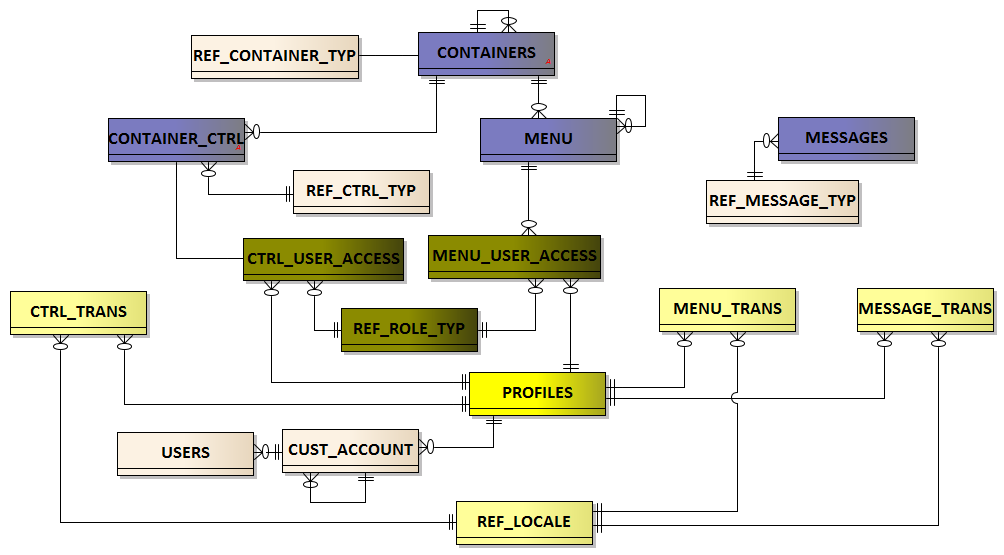 CONTAINERS
A
REF_CONTAINER_TYP
CONTAINER_CTRL
A
MENU
MESSAGES
REF_CTRL_TYP
REF_MESSAGE_TYP
CTRL_USER_ACCESS
MENU_USER_ACCESS
CTRL_TRANS
REF_ROLE_TYP
MENU_TRANS
MESSAGE_TRANS
PROFILES
USERS
CUST_ACCOUNT
REF_LOCALE